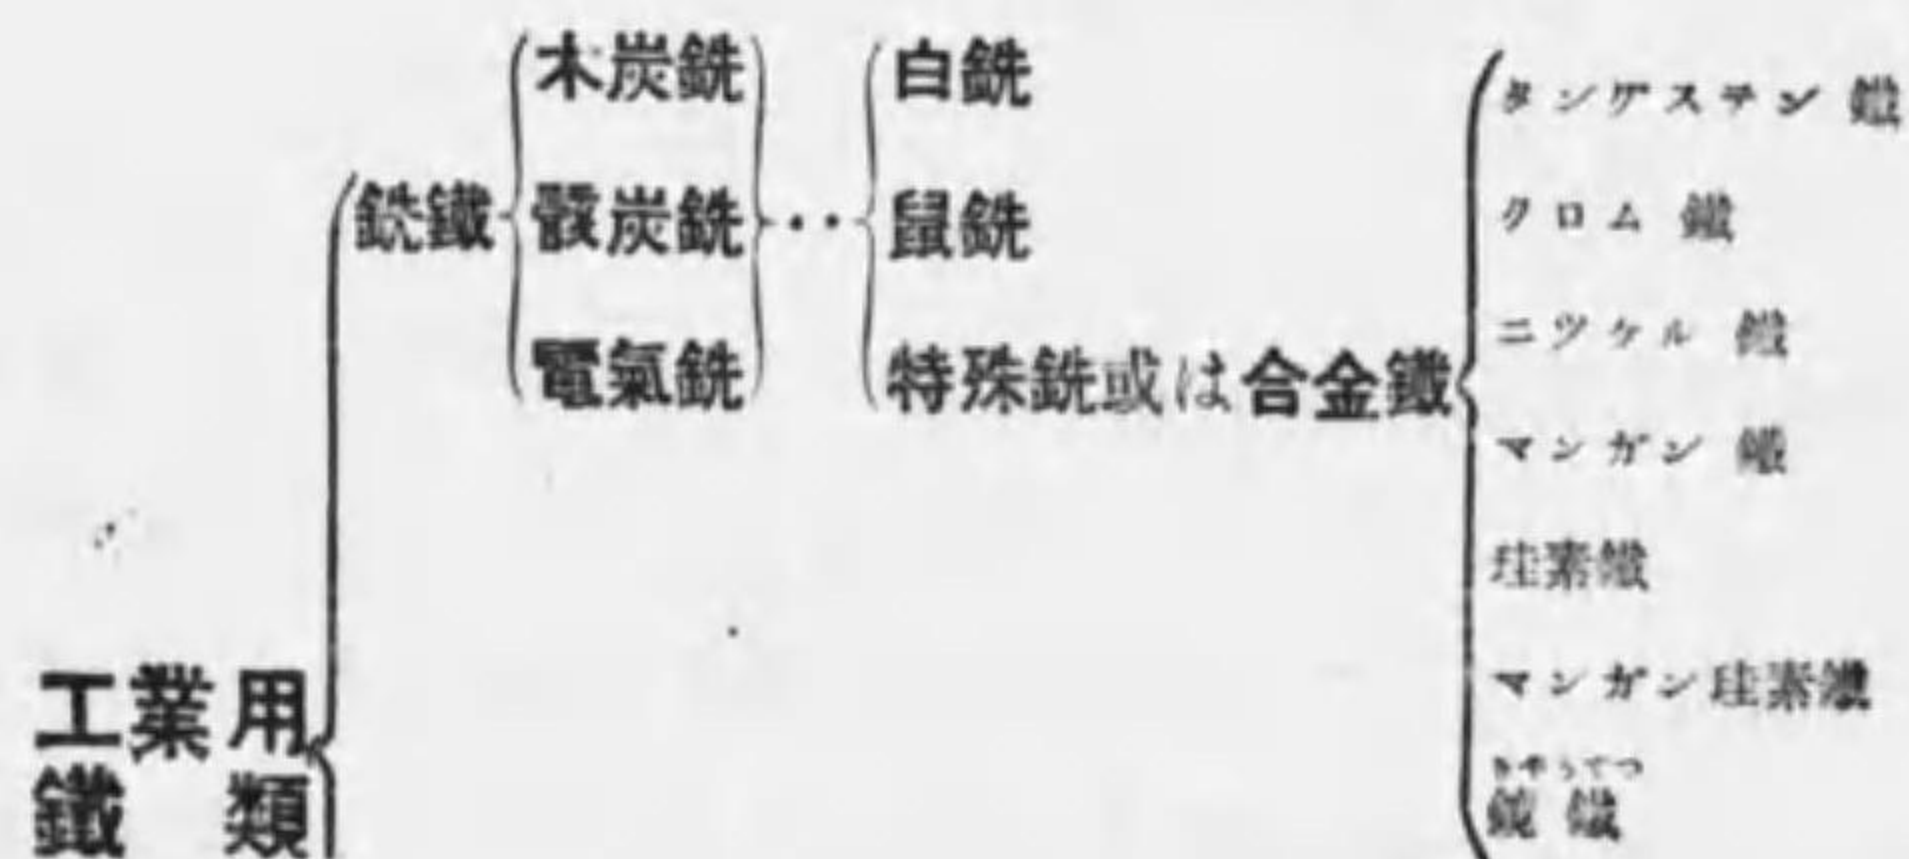 工業用
鐵類
銑鐵
木炭銑
骸炭銑
電氣銑
白銑
鼠銑
特殊銑或は合金鐵
タングステン鐵
クロム鐵
ニツケル鐵
マンガン鐵
珪素鐵
マンガン珪素鐵
きやうてつ
鏡鐵